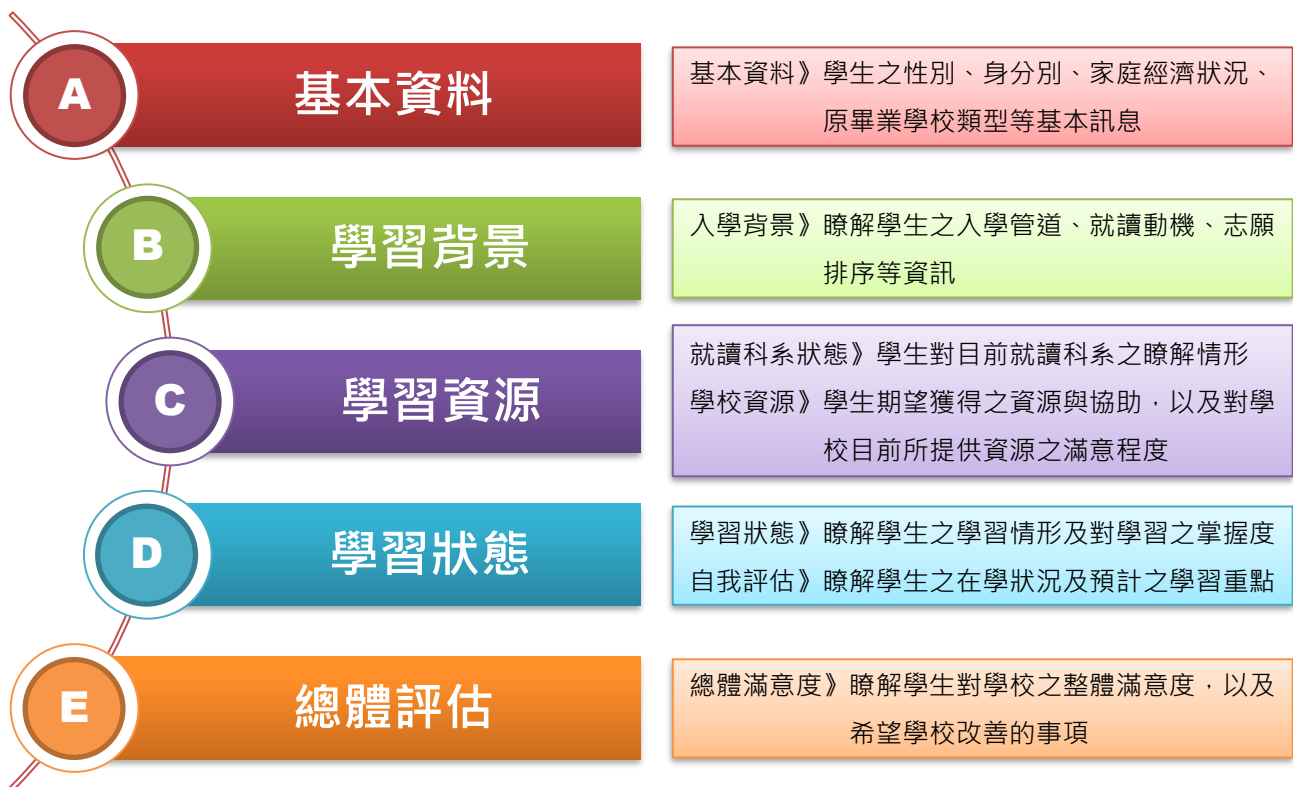 A
基本資料
基本資料》學生之性別、身分別、家庭經濟狀況、
原畢業學校類型等基本訊息
B
學習背景
入學背景》瞭解學生之入學管道、就讀動機、志願
排序等資訊
C
學習資源
就讀科系狀態》學生對目前就讀科系之瞭解情形
學校資源》學生期望獲得之資源與協助，以及對學
校目前所提供資源之滿意程度
D
學習狀態
學習狀態》瞭解學生之學習情形及對學習之掌握度
自我評估》瞭解學生之在學狀況及預計之學習重點
E
總體評估
總體滿意度》瞭解學生對學校之整體滿意度，以及
希望學校改善的事項